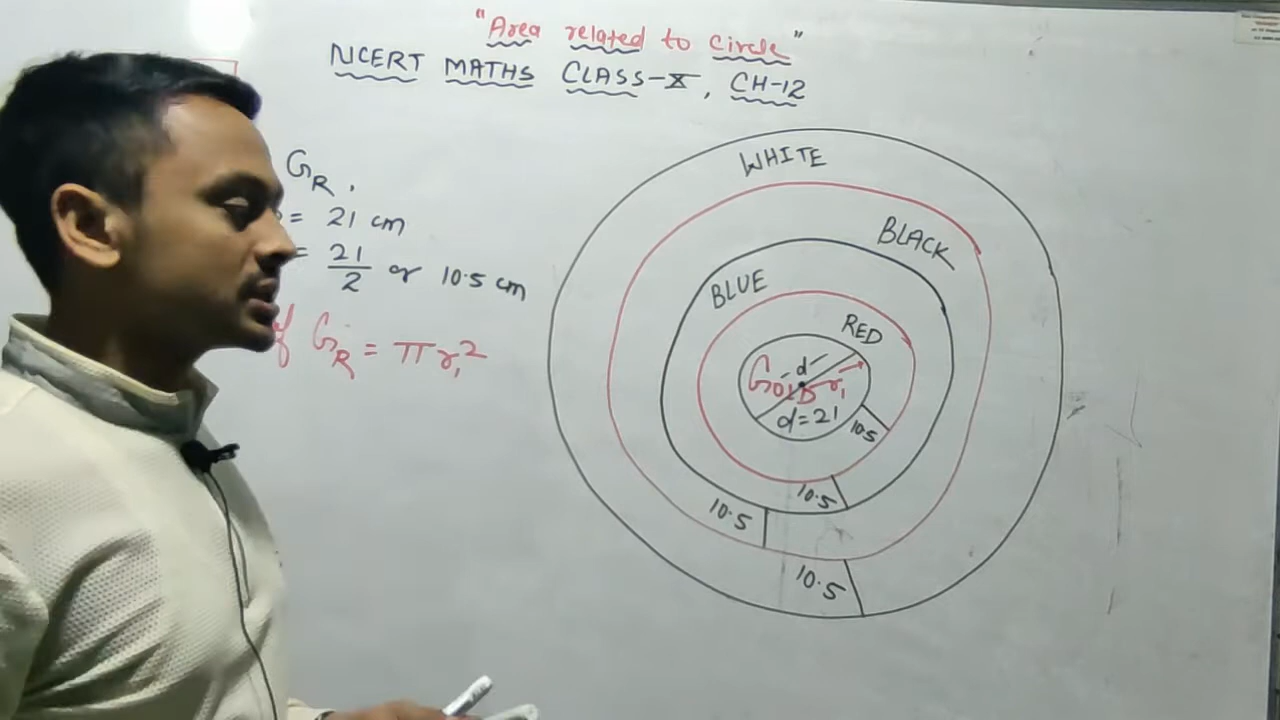 "Area related to Circle"
NCERT MATHS CLASS-X, CH-12
GR.
= 21 cm
= 21/2 or 10.5 cm
f GR = πr₁²
WHITE
BLACK
BLUE
RED
d
GOLD r₁
d=21
10.5
10.5
10.5
10.5